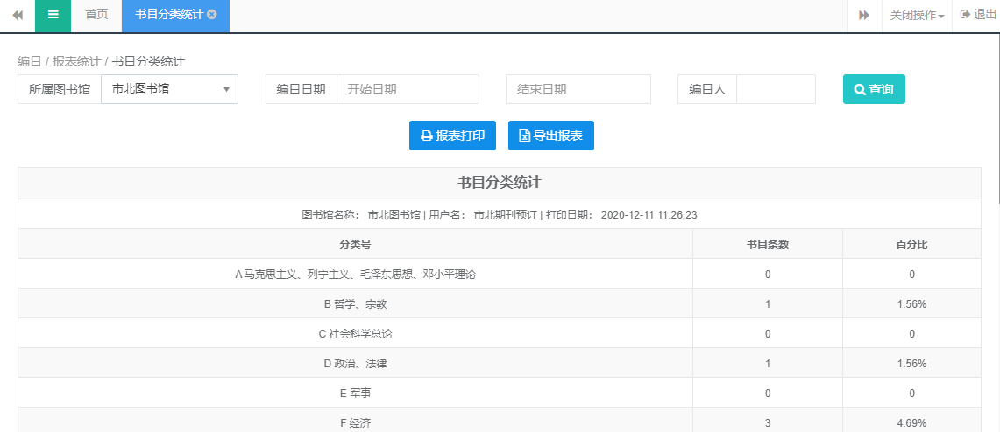 首页 书目分类统计 关闭操作 退出
编目 / 报表统计 / 书目分类统计
所属图书馆 市北图书馆 编目日期 开始日期 结束日期 编目人 查询
报表打印 导出报表
书目分类统计
图书馆名称： 市北图书馆 | 用户名： 市北期刊预订 | 打印日期： 2020-12-11 11:26:23
分类号 书目条数 百分比
A 马克思主义、列宁主义、毛泽东思想、邓小平理论 0 0
B 哲学、宗教 1 1.56%
C 社会科学总论 0 0
D 政治、法律 1 1.56%
E 军事 0 0
F 经济 3 4.69%